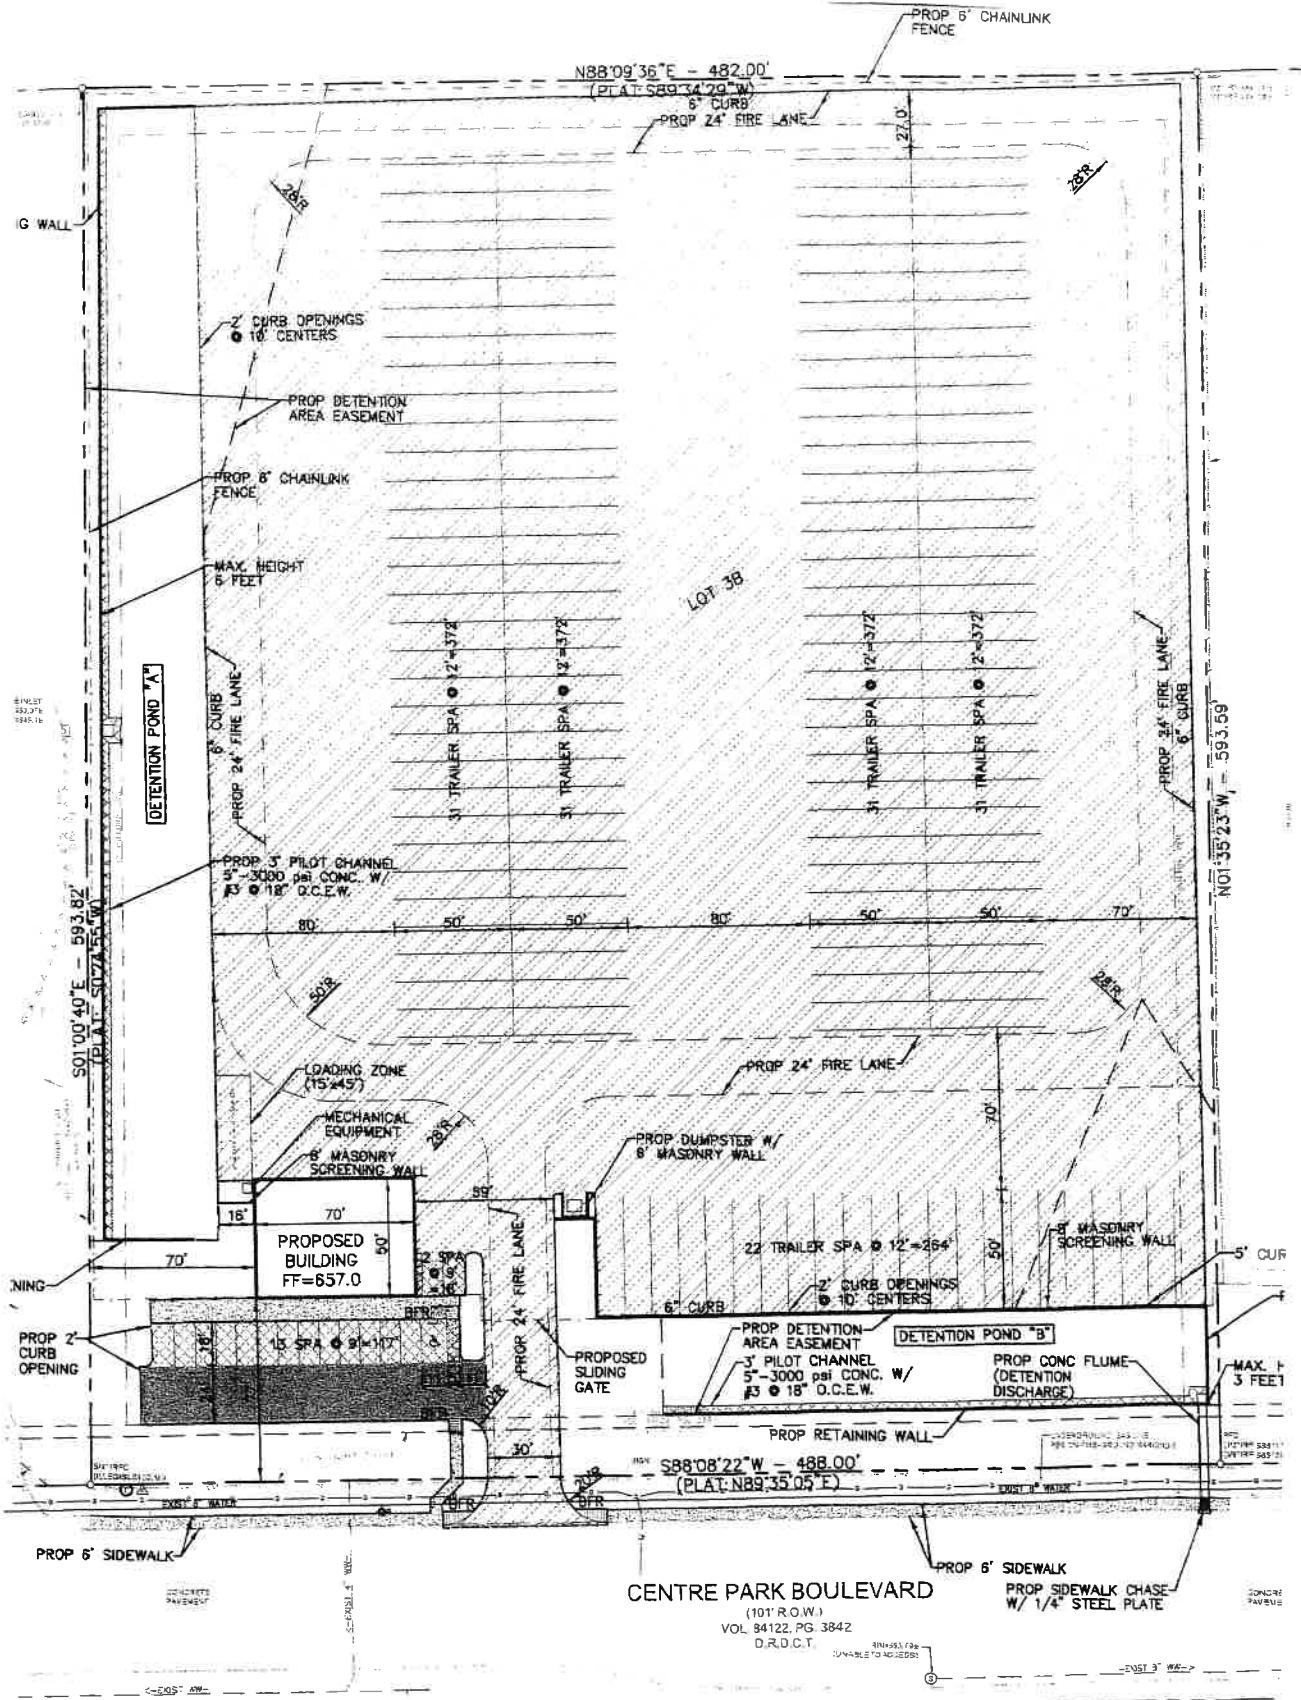 PROP 6' CHAINLINK
FENCE
N88°09'36"E - 482.00'
(PLAT: S89°34'29"W)
6" CURB
PROP 24' FIRE LANE
27.0'
28'R
28'R
G WALL
2' CURB OPENINGS
@ 10' CENTERS
PROP DETENTION
AREA EASEMENT
PROP 6' CHAINLINK
FENCE
MAX. HEIGHT
6 FEET
LOT 3B
DETENTION POND "A"
6" CURB
PROP 24' FIRE LANE
31 TRAILER SPA @ 12'=372'
31 TRAILER SPA @ 12'=372'
31 TRAILER SPA @ 12'=372'
31 TRAILER SPA @ 12'=372'
PROP 24' FIRE LANE
6" CURB
N01°35'23"W - 593.59'
PROP 3' PILOT CHANNEL
5"-3000 psi CONC. W/
#3 @ 18" O.C.E.W.
S01°00'40"E - 593.82'
80'
50'
50'
80'
50'
50'
70'
50'R
28'R
LOADING ZONE
(15'x45')
PROP 24' FIRE LANE
70'
MECHANICAL
EQUIPMENT
28'R
PROP DUMPSTER W/
6' MASONRY WALL
MASONRY
SCREENING WALL
16'
70'
59'
PROPOSED
BUILDING
FF=657.0
50'
PROP 24' FIRE LANE
22 TRAILER SPA @ 12'=264'
50'
MASONRY
SCREENING WALL
70'
5' CUR
NING
2 SPA
@ 9'
=18'
2' CURB OPENINGS
@ 10' CENTERS
6" CURB
BFR
PROP 2'
CURB
OPENING
18'
13 SPA @ 9'=117'
PROP DETENTION
AREA EASEMENT
DETENTION POND "B"
PROPOSED
SLIDING
GATE
3' PILOT CHANNEL
5"-3000 psi CONC. W/
#3 @ 18" O.C.E.W.
PROP CONC FLUME
(DETENTION
DISCHARGE)
MAX. H
3 FEET
PROP RETAINING WALL
30'
S88°08'22"W - 488.00'
(PLAT: N89°35'05"E)
20'R
EXIST 8" WATER
EXIST 8" WATER
BFR
BFR
PROP 6' SIDEWALK
PROP 6' SIDEWALK
CENTRE PARK BOULEVARD
(101' R.O.W.)
VOL. 84122, PG. 3842
D.R.D.C.T.
PROP SIDEWALK CHASE
W/ 1/4" STEEL PLATE
CONCRETE
PAVEMENT